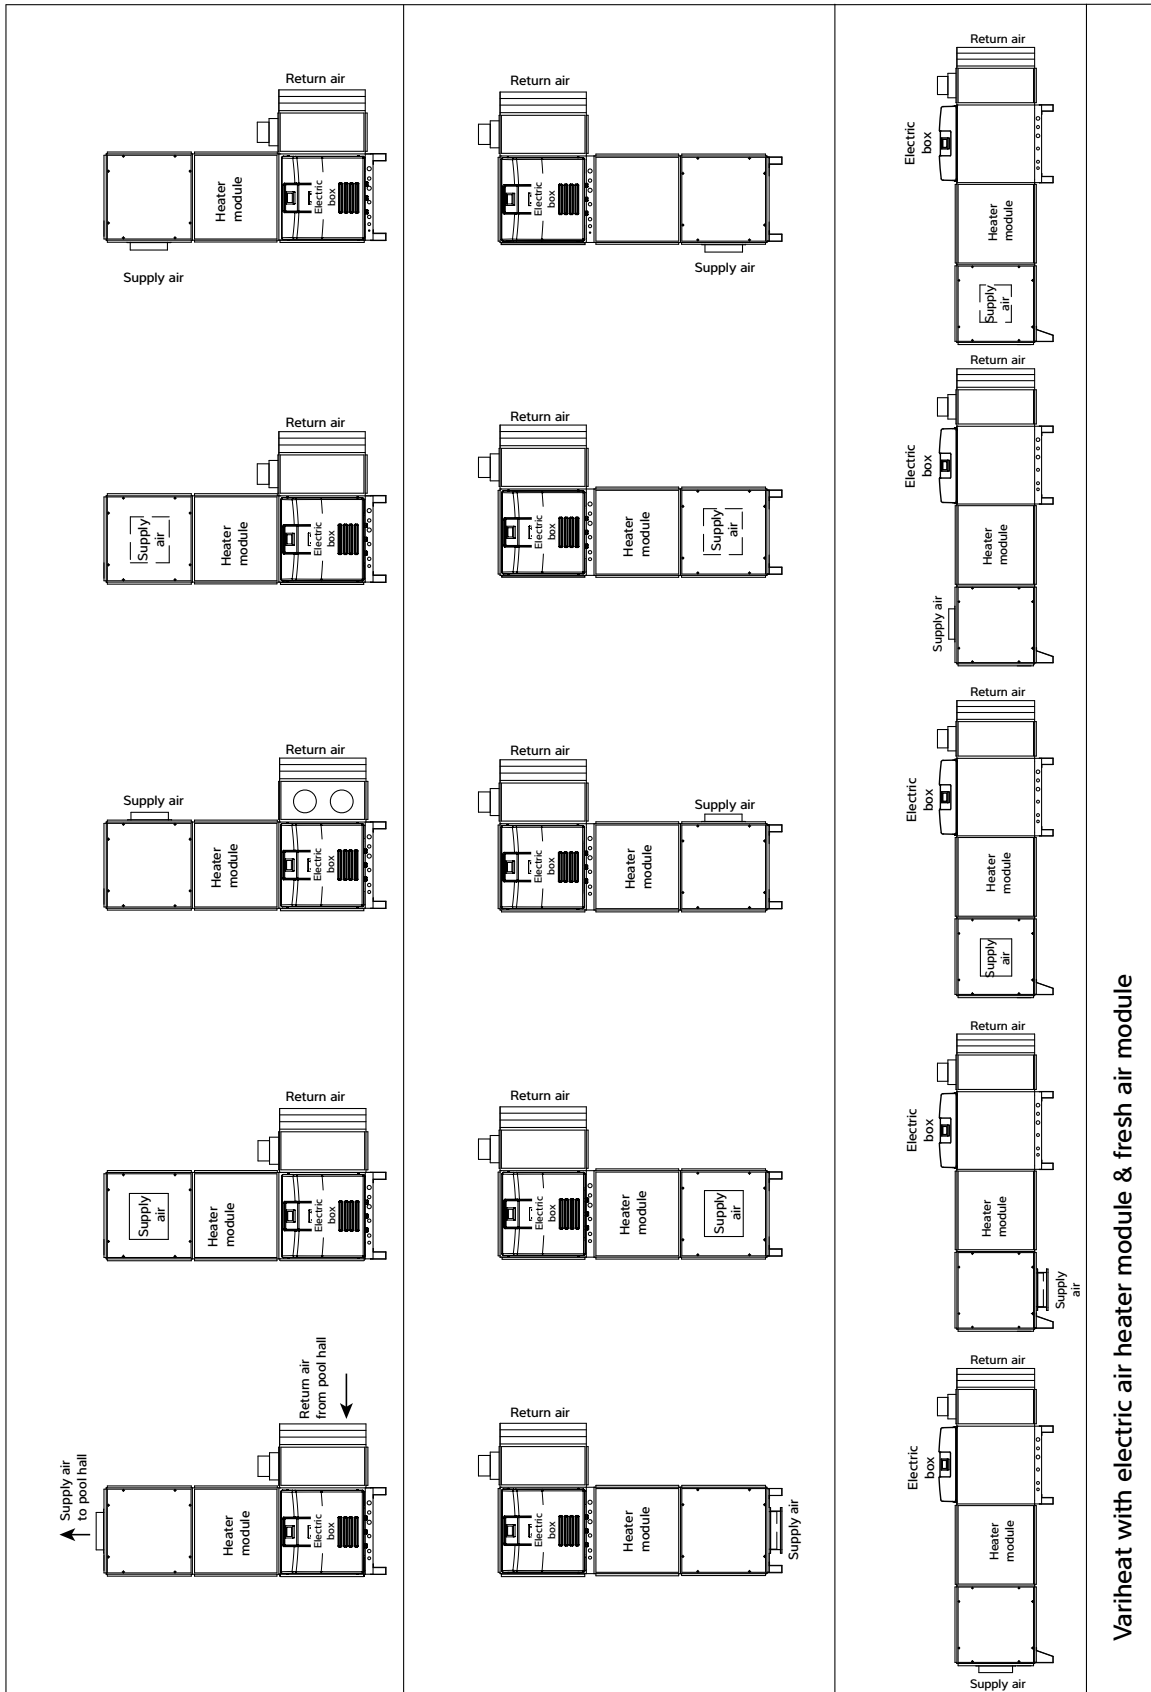 Return air
Heater
module
Electric
box
Supply air
Return air
Supply
air
Heater
module
Electric
box
Return air
Supply air
Heater
module
Electric
box
Return air
Supply
air
Heater
module
Electric
box
Supply air
to pool hall
Return air
from pool hall
Heater
module
Electric
box
Return air
Electric
box
Supply air
Return air
Electric
box
Heater
module
Supply
air
Return air
Electric
box
Heater
module
Supply air
Return air
Electric
box
Heater
module
Supply
air
Return air
Electric
box
Heater
module
Supply air
Return air
Electric
box
Heater
module
Supply
air
Return air
Electric
box
Heater
module
Supply air
Return air
Electric
box
Heater
module
Supply
air
Return air
Electric
box
Heater
module
Supply
air
Return air
Electric
box
Heater
module
Supply air
Variheat with electric air heater module & fresh air module